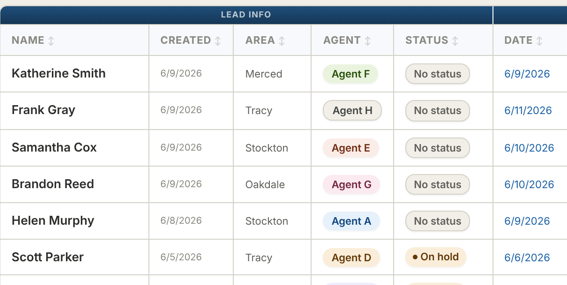 LEAD INFO
NAME CREATED AREA AGENT STATUS DATE
Katherine Smith 6/9/2026 Merced Agent F No status 6/9/2026
Frank Gray 6/9/2026 Tracy Agent H No status 6/11/2026
Samantha Cox 6/9/2026 Stockton Agent E No status 6/10/2026
Brandon Reed 6/9/2026 Oakdale Agent G No status 6/10/2026
Helen Murphy 6/8/2026 Stockton Agent A No status 6/9/2026
Scott Parker 6/5/2026 Tracy Agent D On hold 6/6/2026